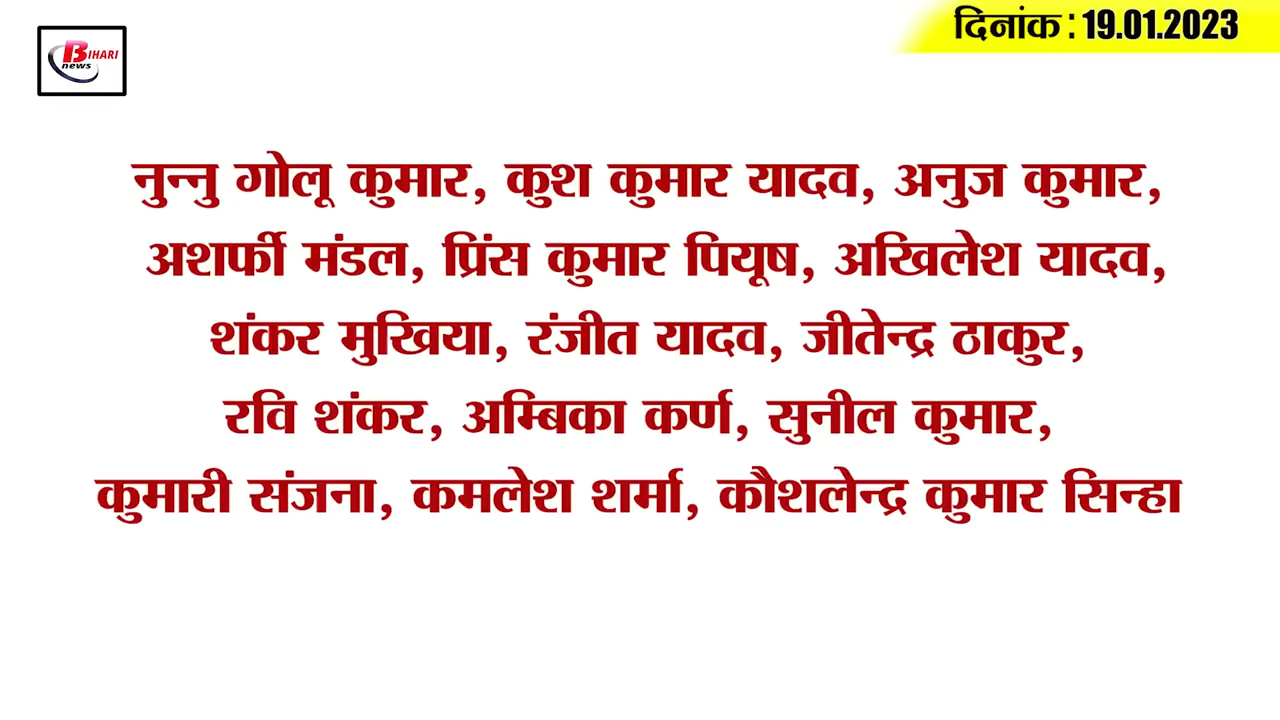 BIHARI
news
दिनांक : 19.01.2023
नुन्नु गोलू कुमार, कुश कुमार यादव, अनुज कुमार,
अशर्फी मंडल, प्रिंस कुमार पियूष, अखिलेश यादव,
शंकर मुखिया, रंजीत यादव, जीतेन्द्र ठाकुर,
रवि शंकर, अम्बिका कर्ण, सुनील कुमार,
कुमारी संजना, कमलेश शर्मा, कौशलेन्द्र कुमार सिन्हा